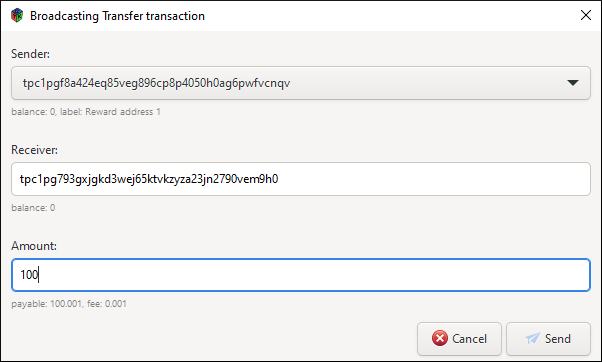 Broadcasting Transfer transaction
Sender:
tpc1pgf8a424eq85veg896cp8p4050h0ag6pwfvcnqv
balance: 0, label: Reward address 1
Receiver:
tpc1pg793gxjgkd3wej65ktvkzyza23jn2790vem9h0
balance: 0
Amount:
100
payable: 100.001, fee: 0.001
Cancel Send